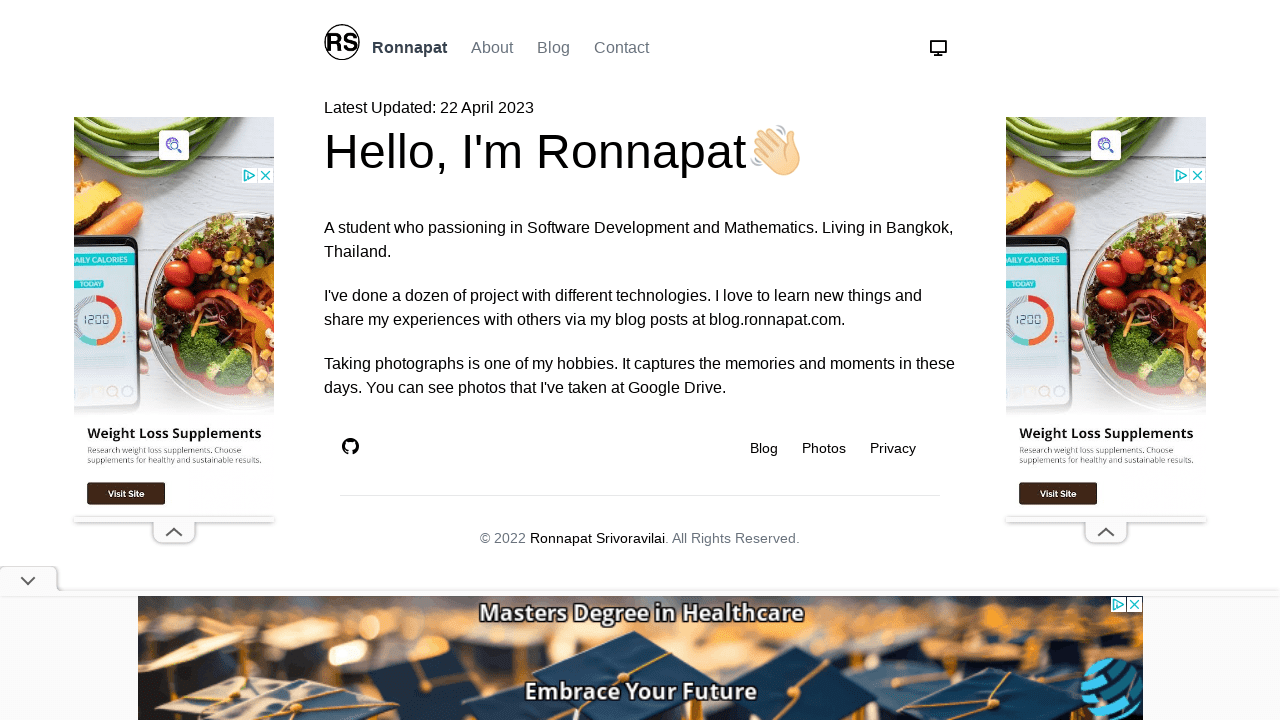 RS
Ronnapat About Blog Contact
Latest Updated: 22 April 2023
Hello, I'm Ronnapat👋🏼
A student who passioning in Software Development and Mathematics. Living in Bangkok,
Thailand.
I've done a dozen of project with different technologies. I love to learn new things and
share my experiences with others via my blog posts at blog.ronnapat.com.
Taking photographs is one of my hobbies. It captures the memories and moments in these
days. You can see photos that I've taken at Google Drive.
Blog Photos Privacy
© 2022 Ronnapat Srivoravilai. All Rights Reserved.
DAILY CALORIES
TODAY
1200
Weight Loss Supplements
Research weight loss supplements. Choose
supplements for healthy and sustainable results.
Visit Site
DAILY CALORIES
TODAY
1200
Weight Loss Supplements
Research weight loss supplements. Choose
supplements for healthy and sustainable results.
Visit Site
Masters Degree in Healthcare
Embrace Your Future